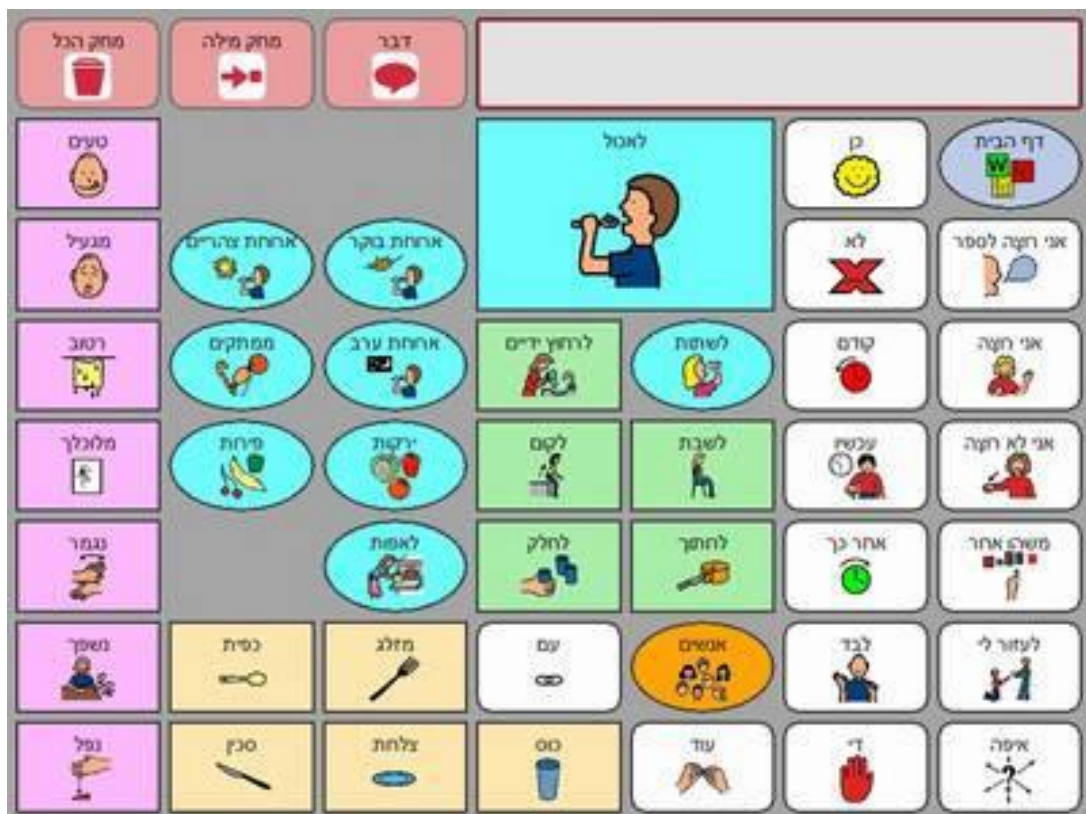 דבר
מחק מילה
מחק הכל
דף הבית
כן
לאכול
טעים
אני רוצה לספר
לא
ארוחת בוקר
ארוחת צהריים
מגעיל
אני רוצה
קודם
לשתות
לרחוץ ידיים
ארוחת ערב
ממתקים
רטוב
אני לא רוצה
עכשיו
לשבת
לקום
ירקות
פירות
מלוכלך
משהו אחר
אחר כך
לחתוך
לחלק
לאפות
נגמר
לעזור לי
לבד
אנשים
עם
מזלג
כפית
נשפך
איפה
די
עוד
כוס
צלחת
סכין
נפל